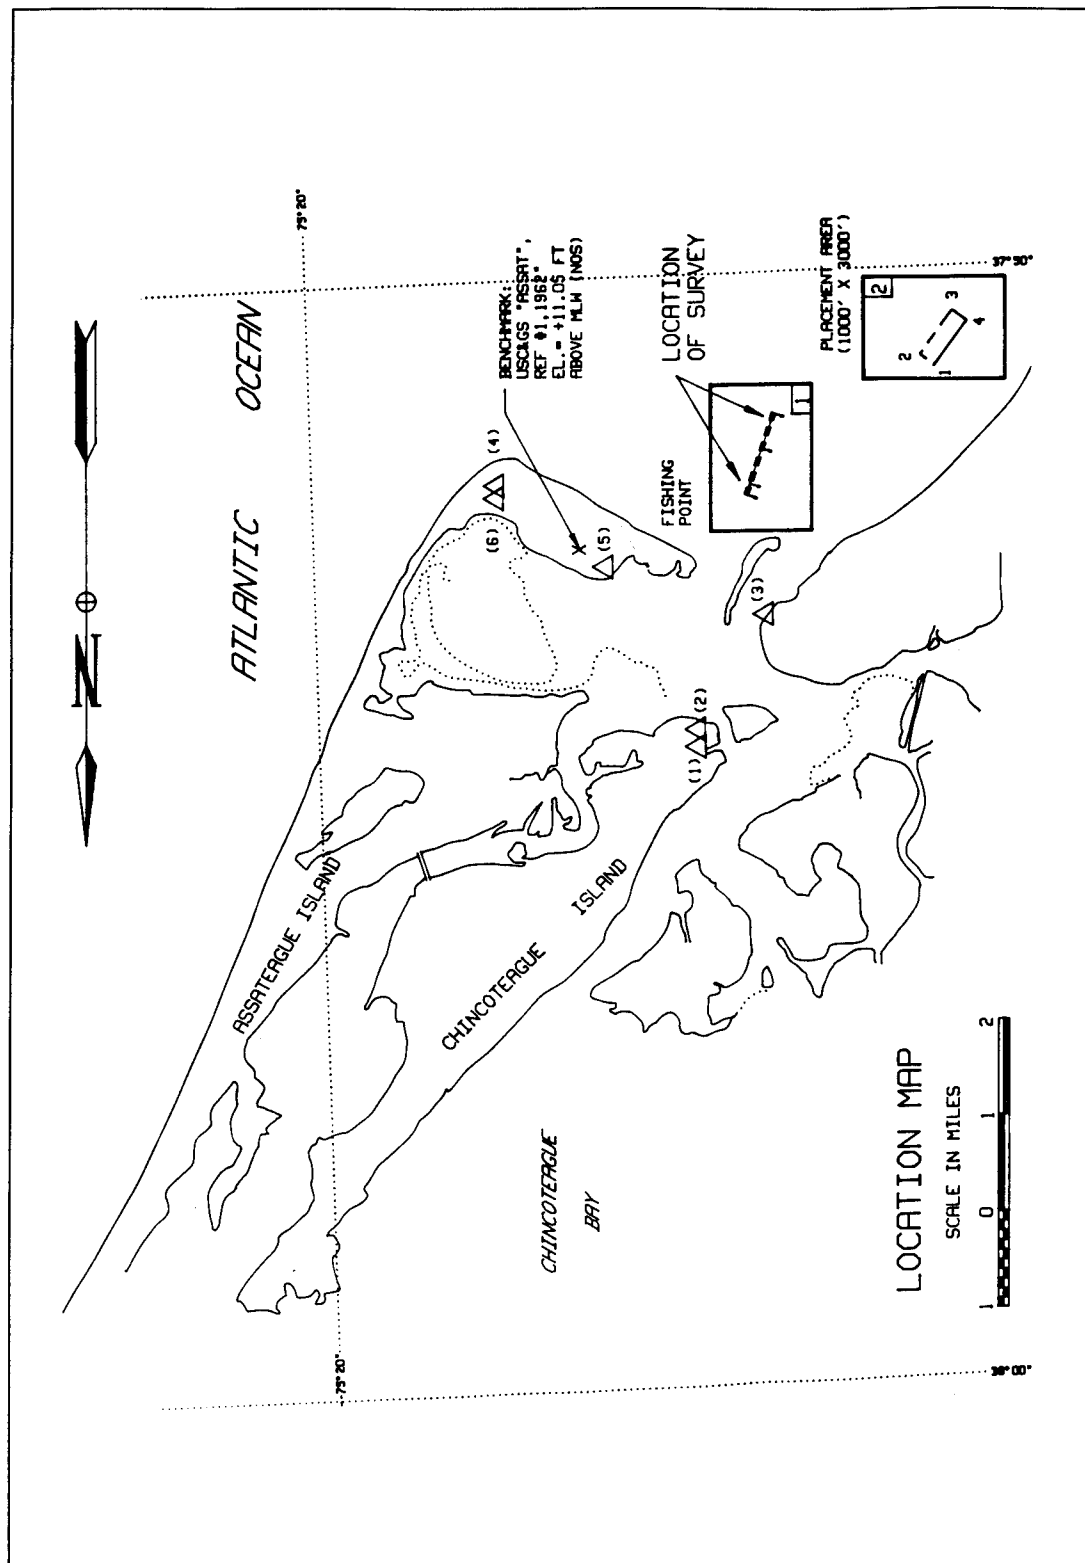 N
ATLANTIC OCEAN
75°20'
BENCHMARK:
USC&GS "ASSAT",
REF #1,1962"
EL.= +11.05 FT
ABOVE MLW (NOS)
(4)
(6)
(5)
FISHING
POINT
LOCATION
OF SURVEY
1
PLACEMENT AREA
(1000' X 3000')
2
1
2
3
4
37°50'
(3)
(1)
(2)
ASSATEAGUE ISLAND
CHINCOTEAGUE ISLAND
CHINCOTEAGUE
BAY
75°20'
38°00'
LOCATION MAP
SCALE IN MILES
1 0 1 2